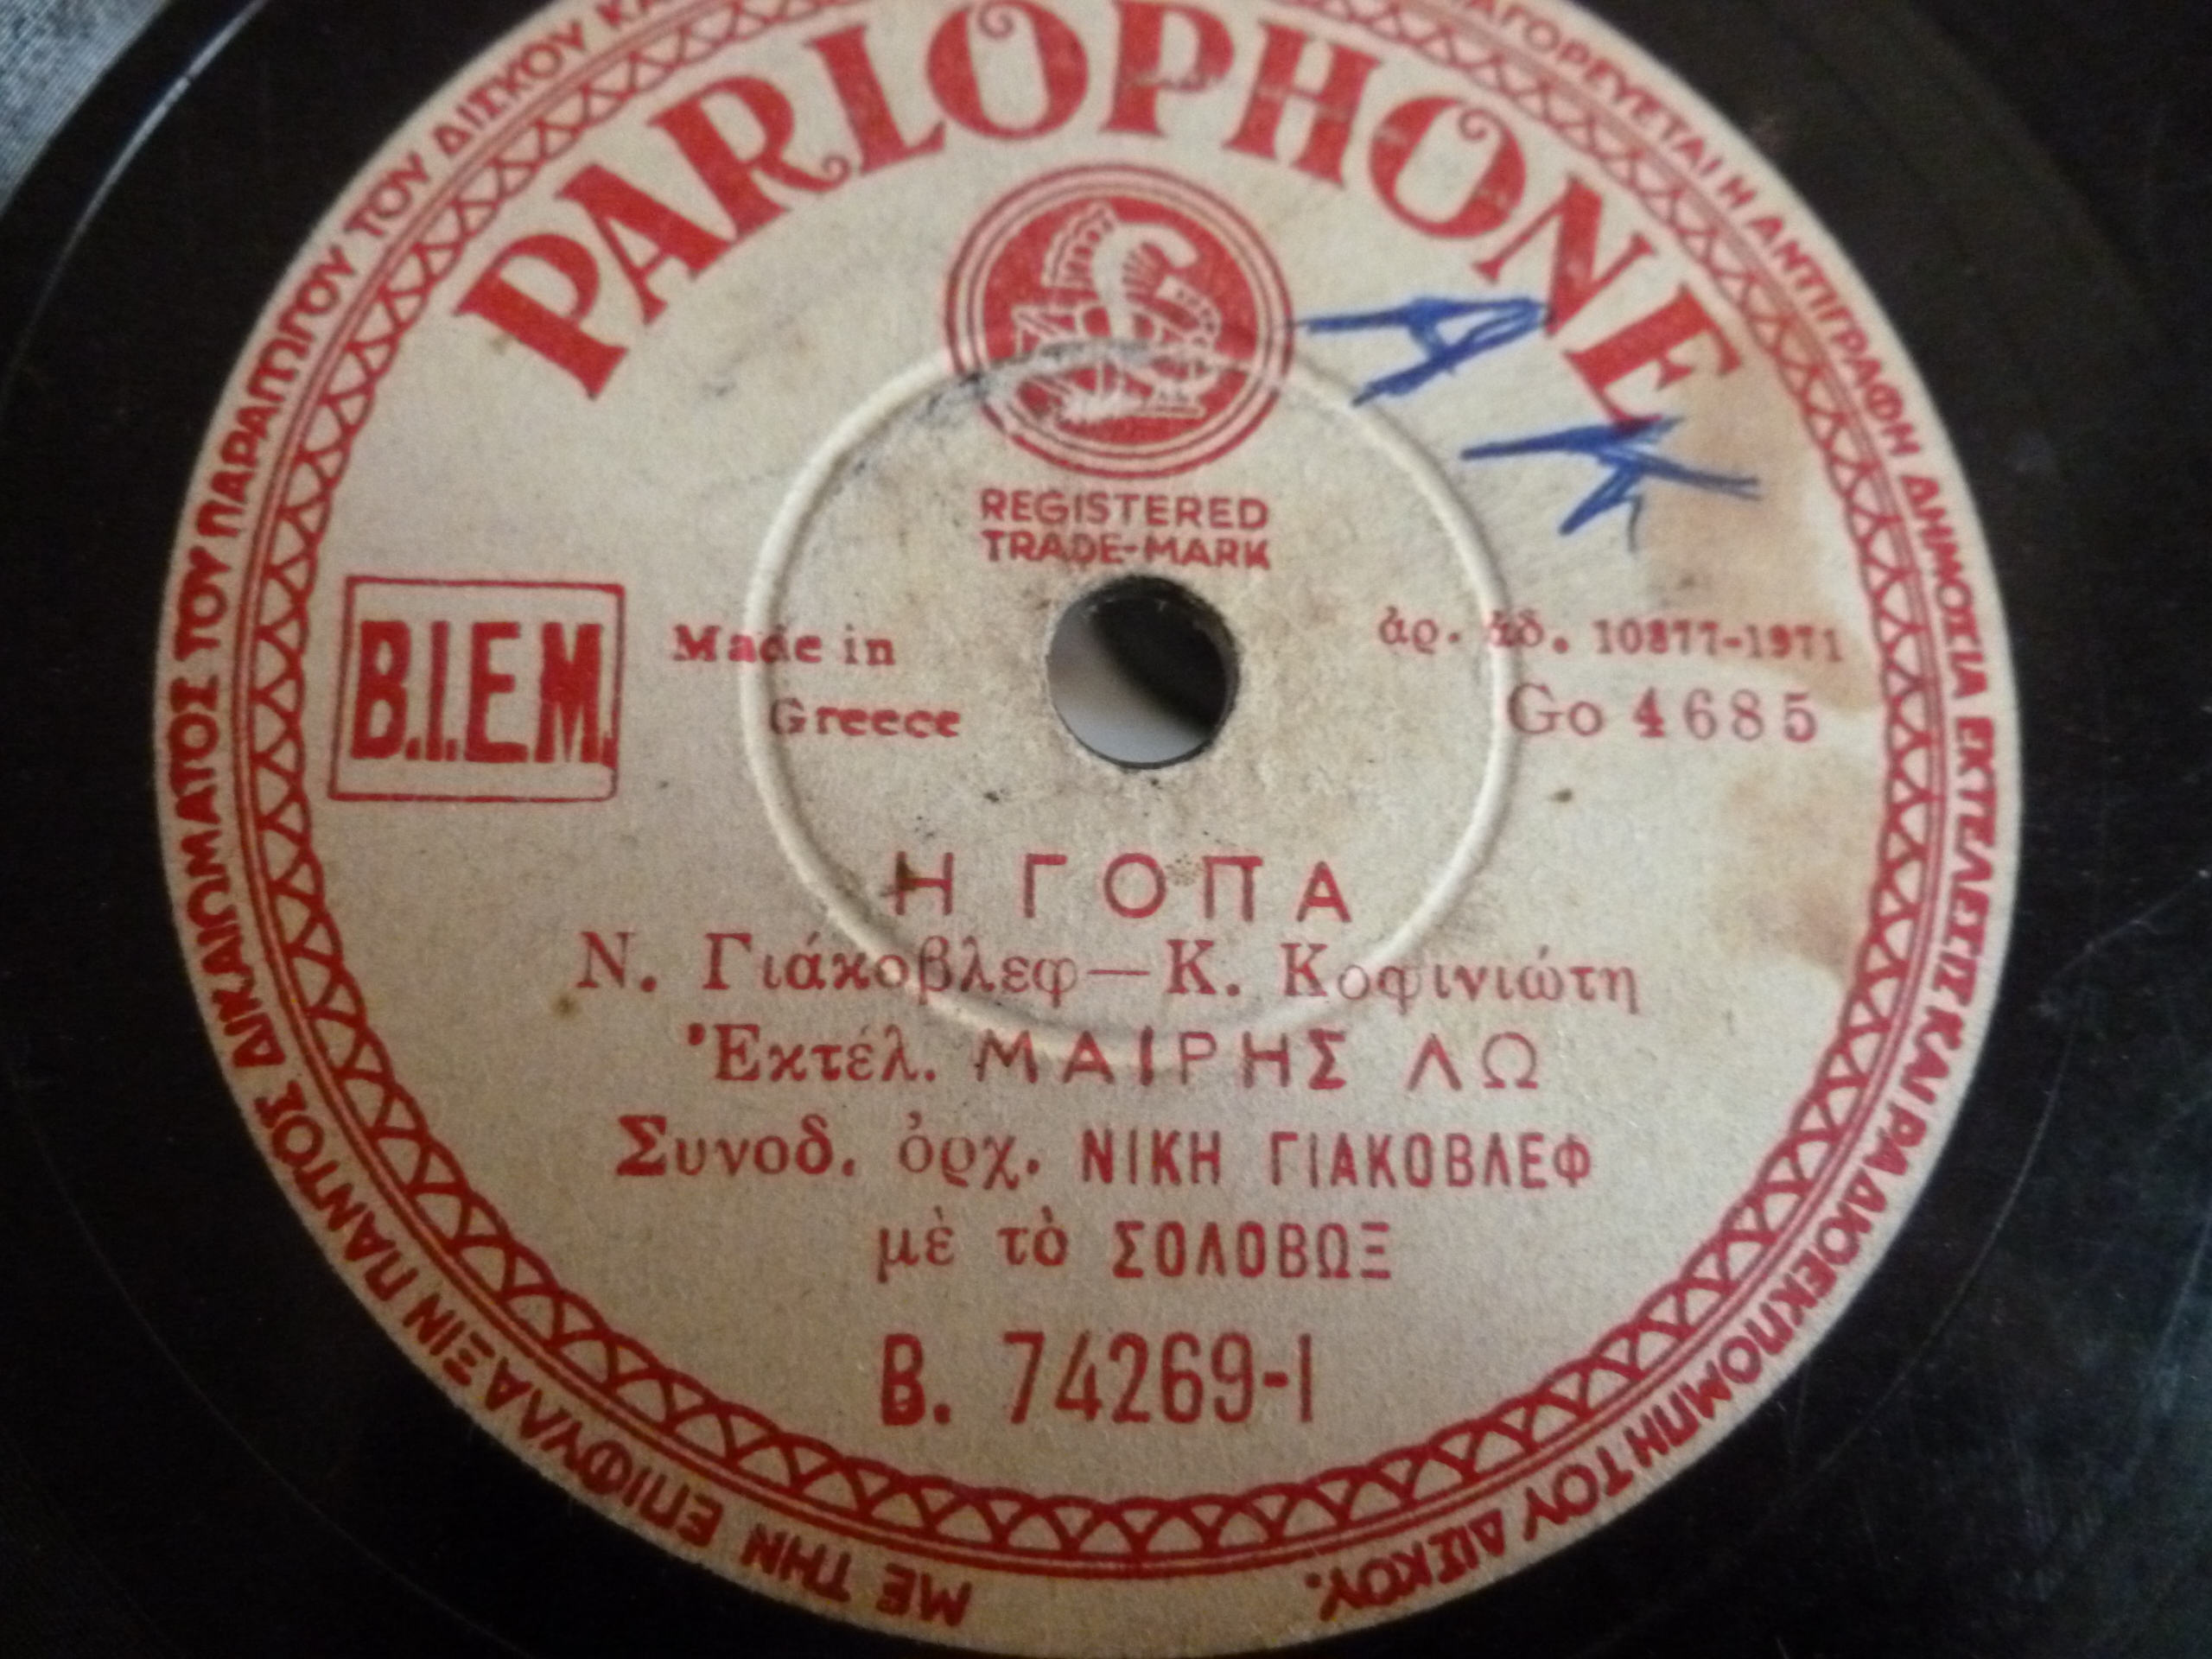 PARLOPHONE
AK
REGISTERED
TRADE-MARK
B.I.E.M.
Made in
Greece
ἀρ. ἀδ. 10877-1971
Go 4685
Η ΓΟΠΑ
Ν. Γιάκοβλεφ — Κ. Κοφινιώτη
Ἐκτέλ. ΜΑΙΡΗΣ ΛΩ
Συνοδ. ὀρχ. ΝΙΚΗ ΓΙΑΚΟΒΛΕΦ
μὲ τὸ ΣΟΛΟΒΩΞ
B. 74269-I
ΜΕ ΤΗΝ ΕΠΙΦΥΛΑΞΙΝ ΠΑΝΤΟΣ ΔΙΚΑΙΩΜΑΤΟΣ ΤΟΥ ΠΑΡΑΓΩΓΟΥ ΤΟΥ ΔΙΣΚΟΥ
Η ΑΝΤΙΓΡΑΦΗ ΔΗΜΟΣΙΑ ΕΚΤΕΛΕΣΙΣ ΚΑΙ ΡΑΔΙΟΕΚΠΟΜΠΗ ΤΟΥ ΔΙΣΚΟΥ.